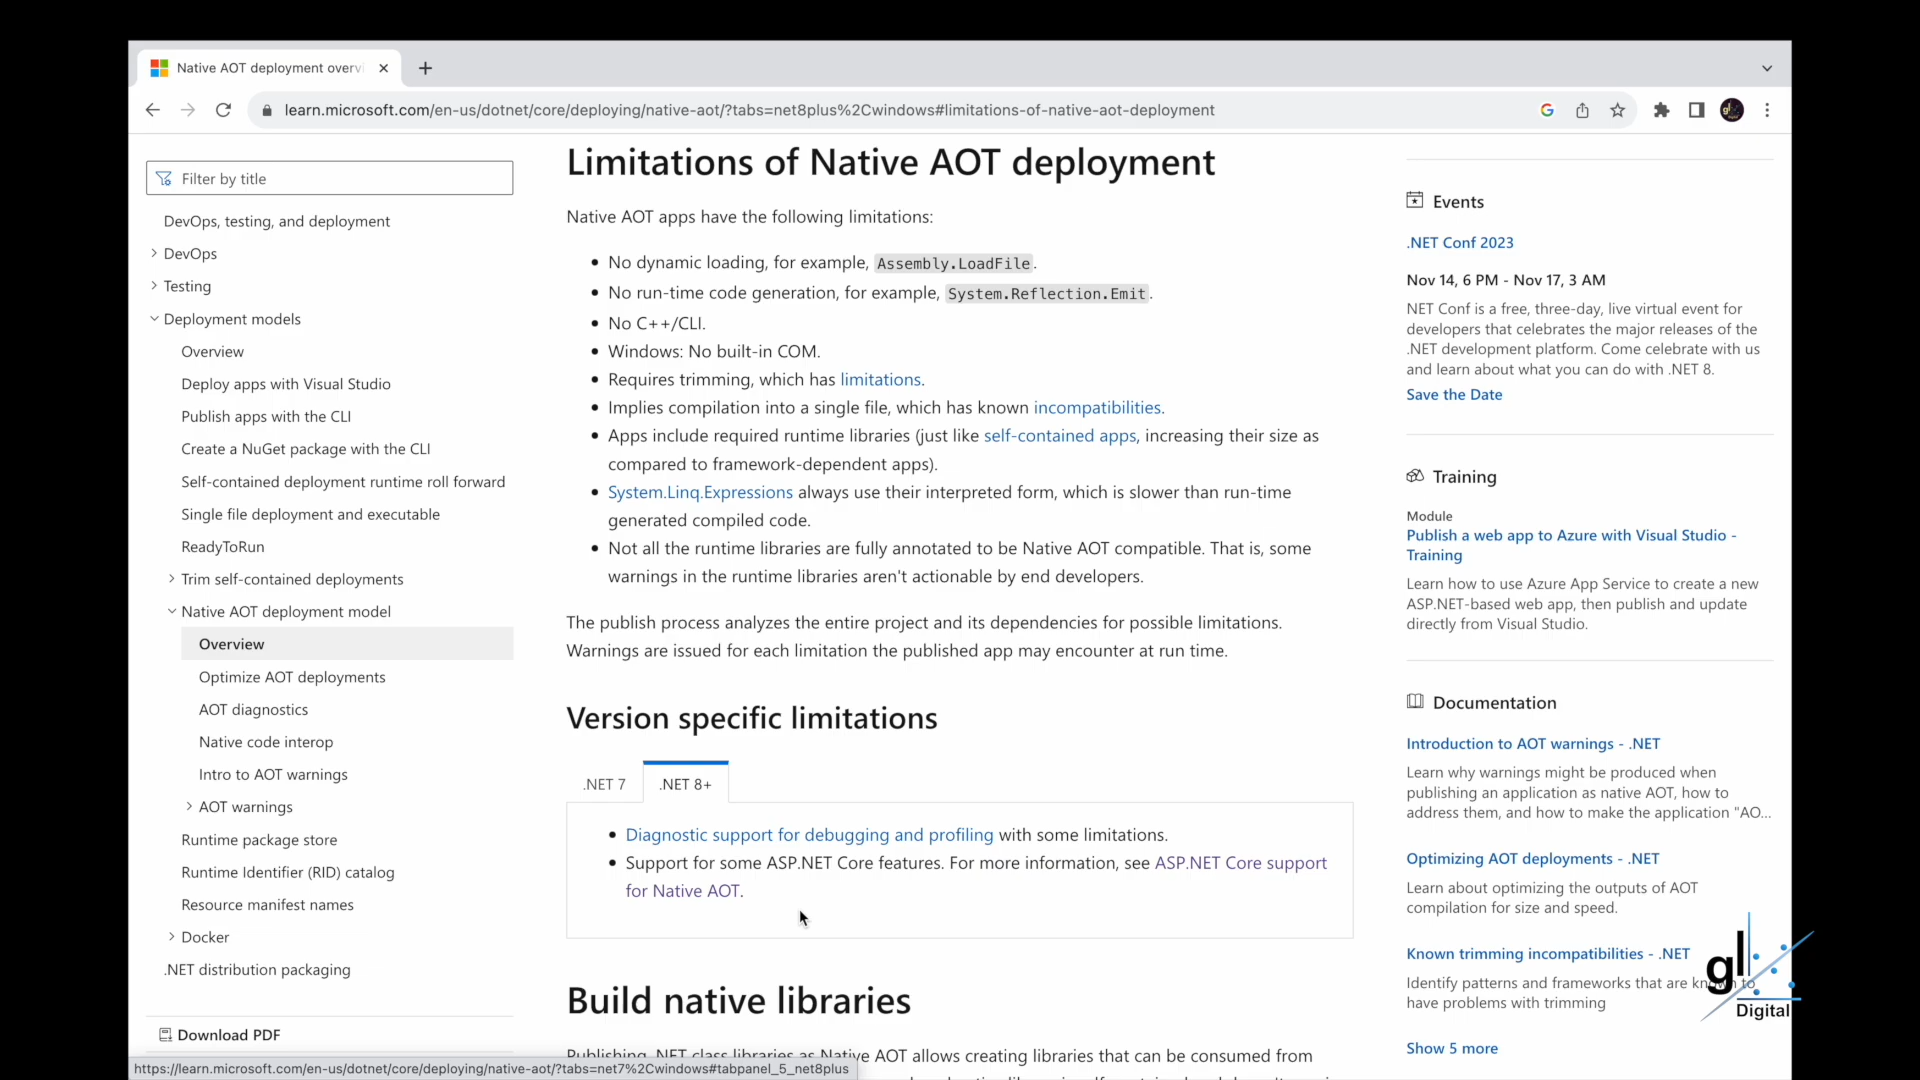 Native AOT deployment overvi
learn.microsoft.com/en-us/dotnet/core/deploying/native-aot/?tabs=net8plus%2Cwindows#limitations-of-native-aot-deployment
Filter by title
DevOps, testing, and deployment
DevOps
Testing
Deployment models
Overview
Deploy apps with Visual Studio
Publish apps with the CLI
Create a NuGet package with the CLI
Self-contained deployment runtime roll forward
Single file deployment and executable
ReadyToRun
Trim self-contained deployments
Native AOT deployment model
Overview
Optimize AOT deployments
AOT diagnostics
Native code interop
Intro to AOT warnings
AOT warnings
Runtime package store
Runtime Identifier (RID) catalog
Resource manifest names
Docker
.NET distribution packaging
Download PDF
Limitations of Native AOT deployment
Native AOT apps have the following limitations:
• No dynamic loading, for example, Assembly.LoadFile.
• No run-time code generation, for example, System.Reflection.Emit.
• No C++/CLI.
• Windows: No built-in COM.
• Requires trimming, which has limitations.
• Implies compilation into a single file, which has known incompatibilities.
• Apps include required runtime libraries (just like self-contained apps, increasing their size as
compared to framework-dependent apps).
• System.Linq.Expressions always use their interpreted form, which is slower than run-time
generated compiled code.
• Not all the runtime libraries are fully annotated to be Native AOT compatible. That is, some
warnings in the runtime libraries aren't actionable by end developers.
The publish process analyzes the entire project and its dependencies for possible limitations.
Warnings are issued for each limitation the published app may encounter at run time.
Version specific limitations
.NET 7
.NET 8+
• Diagnostic support for debugging and profiling with some limitations.
• Support for some ASP.NET Core features. For more information, see ASP.NET Core support
for Native AOT.
Build native libraries
Publishing .NET class libraries as Native AOT allows creating libraries that can be consumed from
Events
.NET Conf 2023
Nov 14, 6 PM - Nov 17, 3 AM
NET Conf is a free, three-day, live virtual event for
developers that celebrates the major releases of the
.NET development platform. Come celebrate with us
and learn about what you can do with .NET 8.
Save the Date
Training
Module
Publish a web app to Azure with Visual Studio -
Training
Learn how to use Azure App Service to create a new
ASP.NET-based web app, then publish and update
directly from Visual Studio.
Documentation
Introduction to AOT warnings - .NET
Learn why warnings might be produced when
publishing an application as native AOT, how to
address them, and how to make the application "AO...
Optimizing AOT deployments - .NET
Learn about optimizing the outputs of AOT
compilation for size and speed.
Known trimming incompatibilities - .NET
Identify patterns and frameworks that are known to
have problems with trimming
Show 5 more
gl
Digital
https://learn.microsoft.com/en-us/dotnet/core/deploying/native-aot/?tabs=net7%2Cwindows#tabpanel_5_net8plus